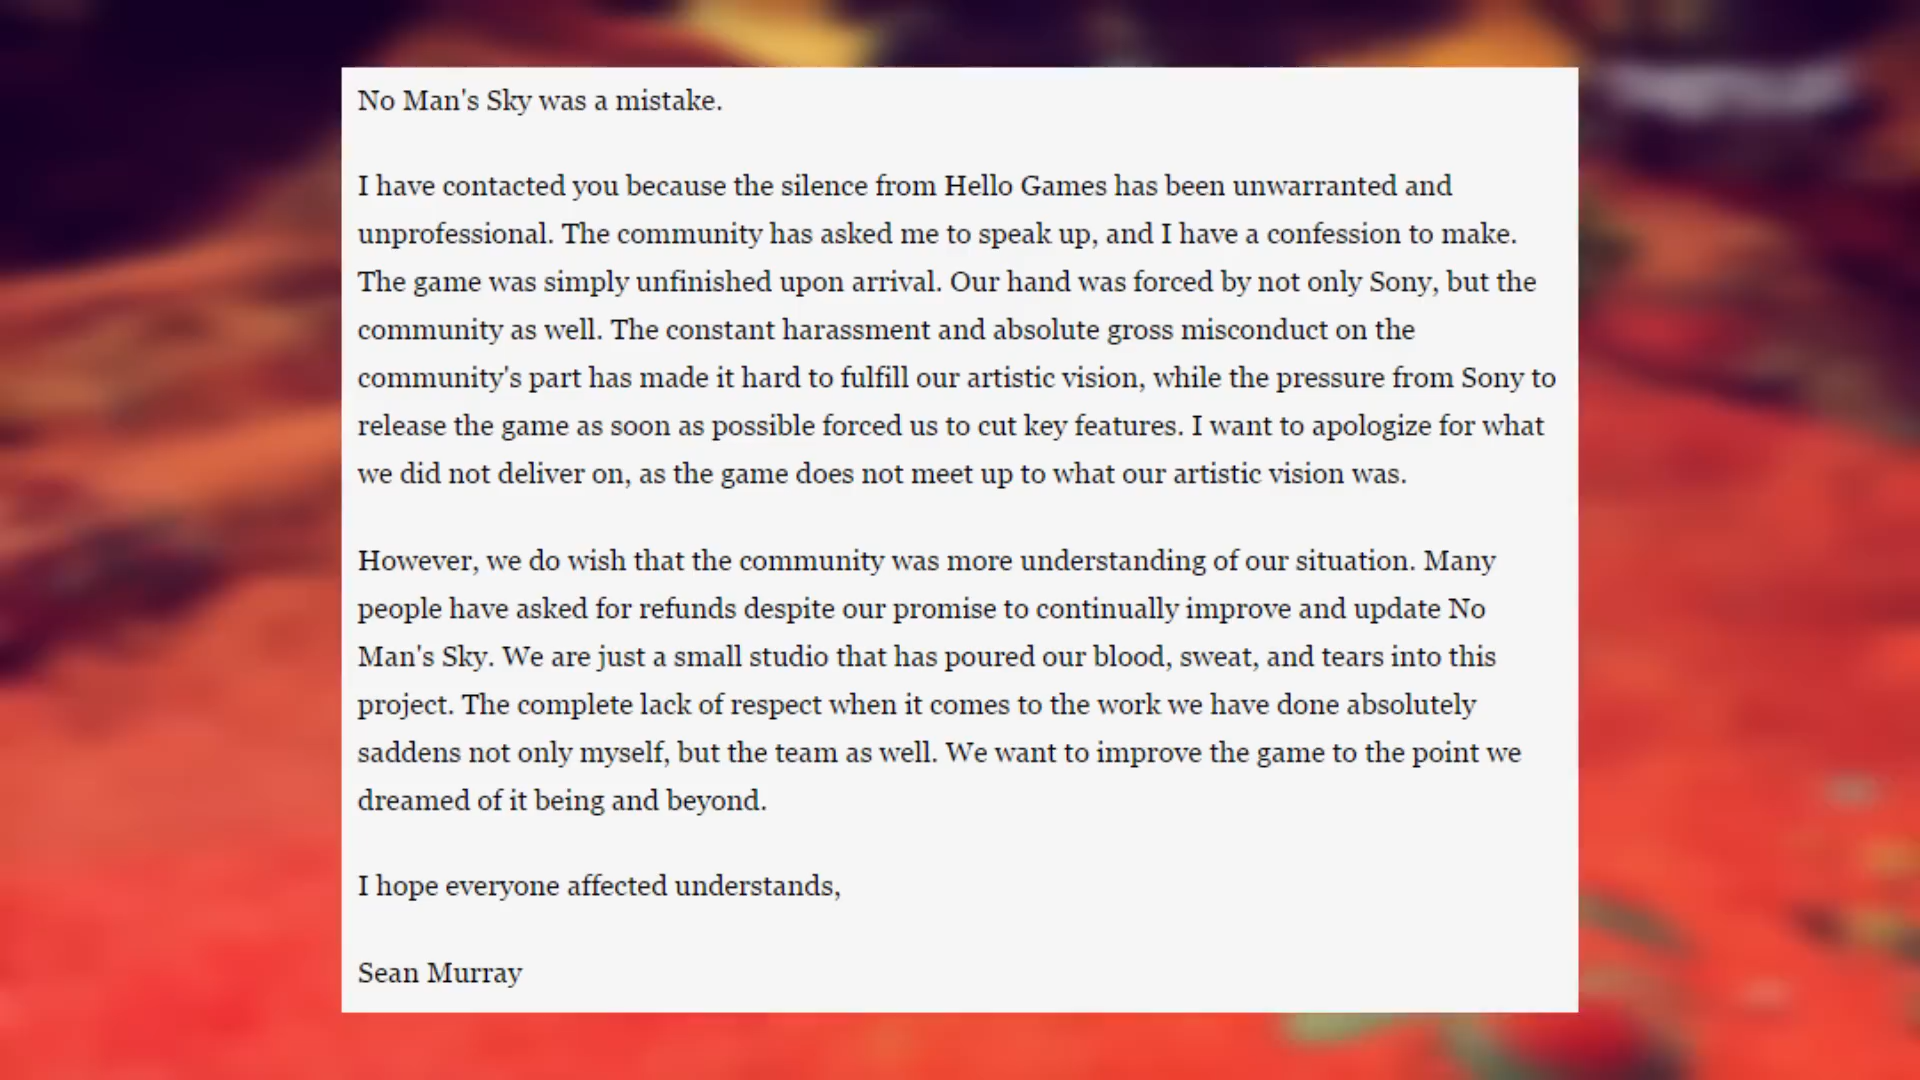 No Man's Sky was a mistake.
I have contacted you because the silence from Hello Games has been unwarranted and
unprofessional. The community has asked me to speak up, and I have a confession to make.
The game was simply unfinished upon arrival. Our hand was forced by not only Sony, but the
community as well. The constant harassment and absolute gross misconduct on the
community's part has made it hard to fulfill our artistic vision, while the pressure from Sony to
release the game as soon as possible forced us to cut key features. I want to apologize for what
we did not deliver on, as the game does not meet up to what our artistic vision was.
However, we do wish that the community was more understanding of our situation. Many
people have asked for refunds despite our promise to continually improve and update No
Man's Sky. We are just a small studio that has poured our blood, sweat, and tears into this
project. The complete lack of respect when it comes to the work we have done absolutely
saddens not only myself, but the team as well. We want to improve the game to the point we
dreamed of it being and beyond.
I hope everyone affected understands,
Sean Murray